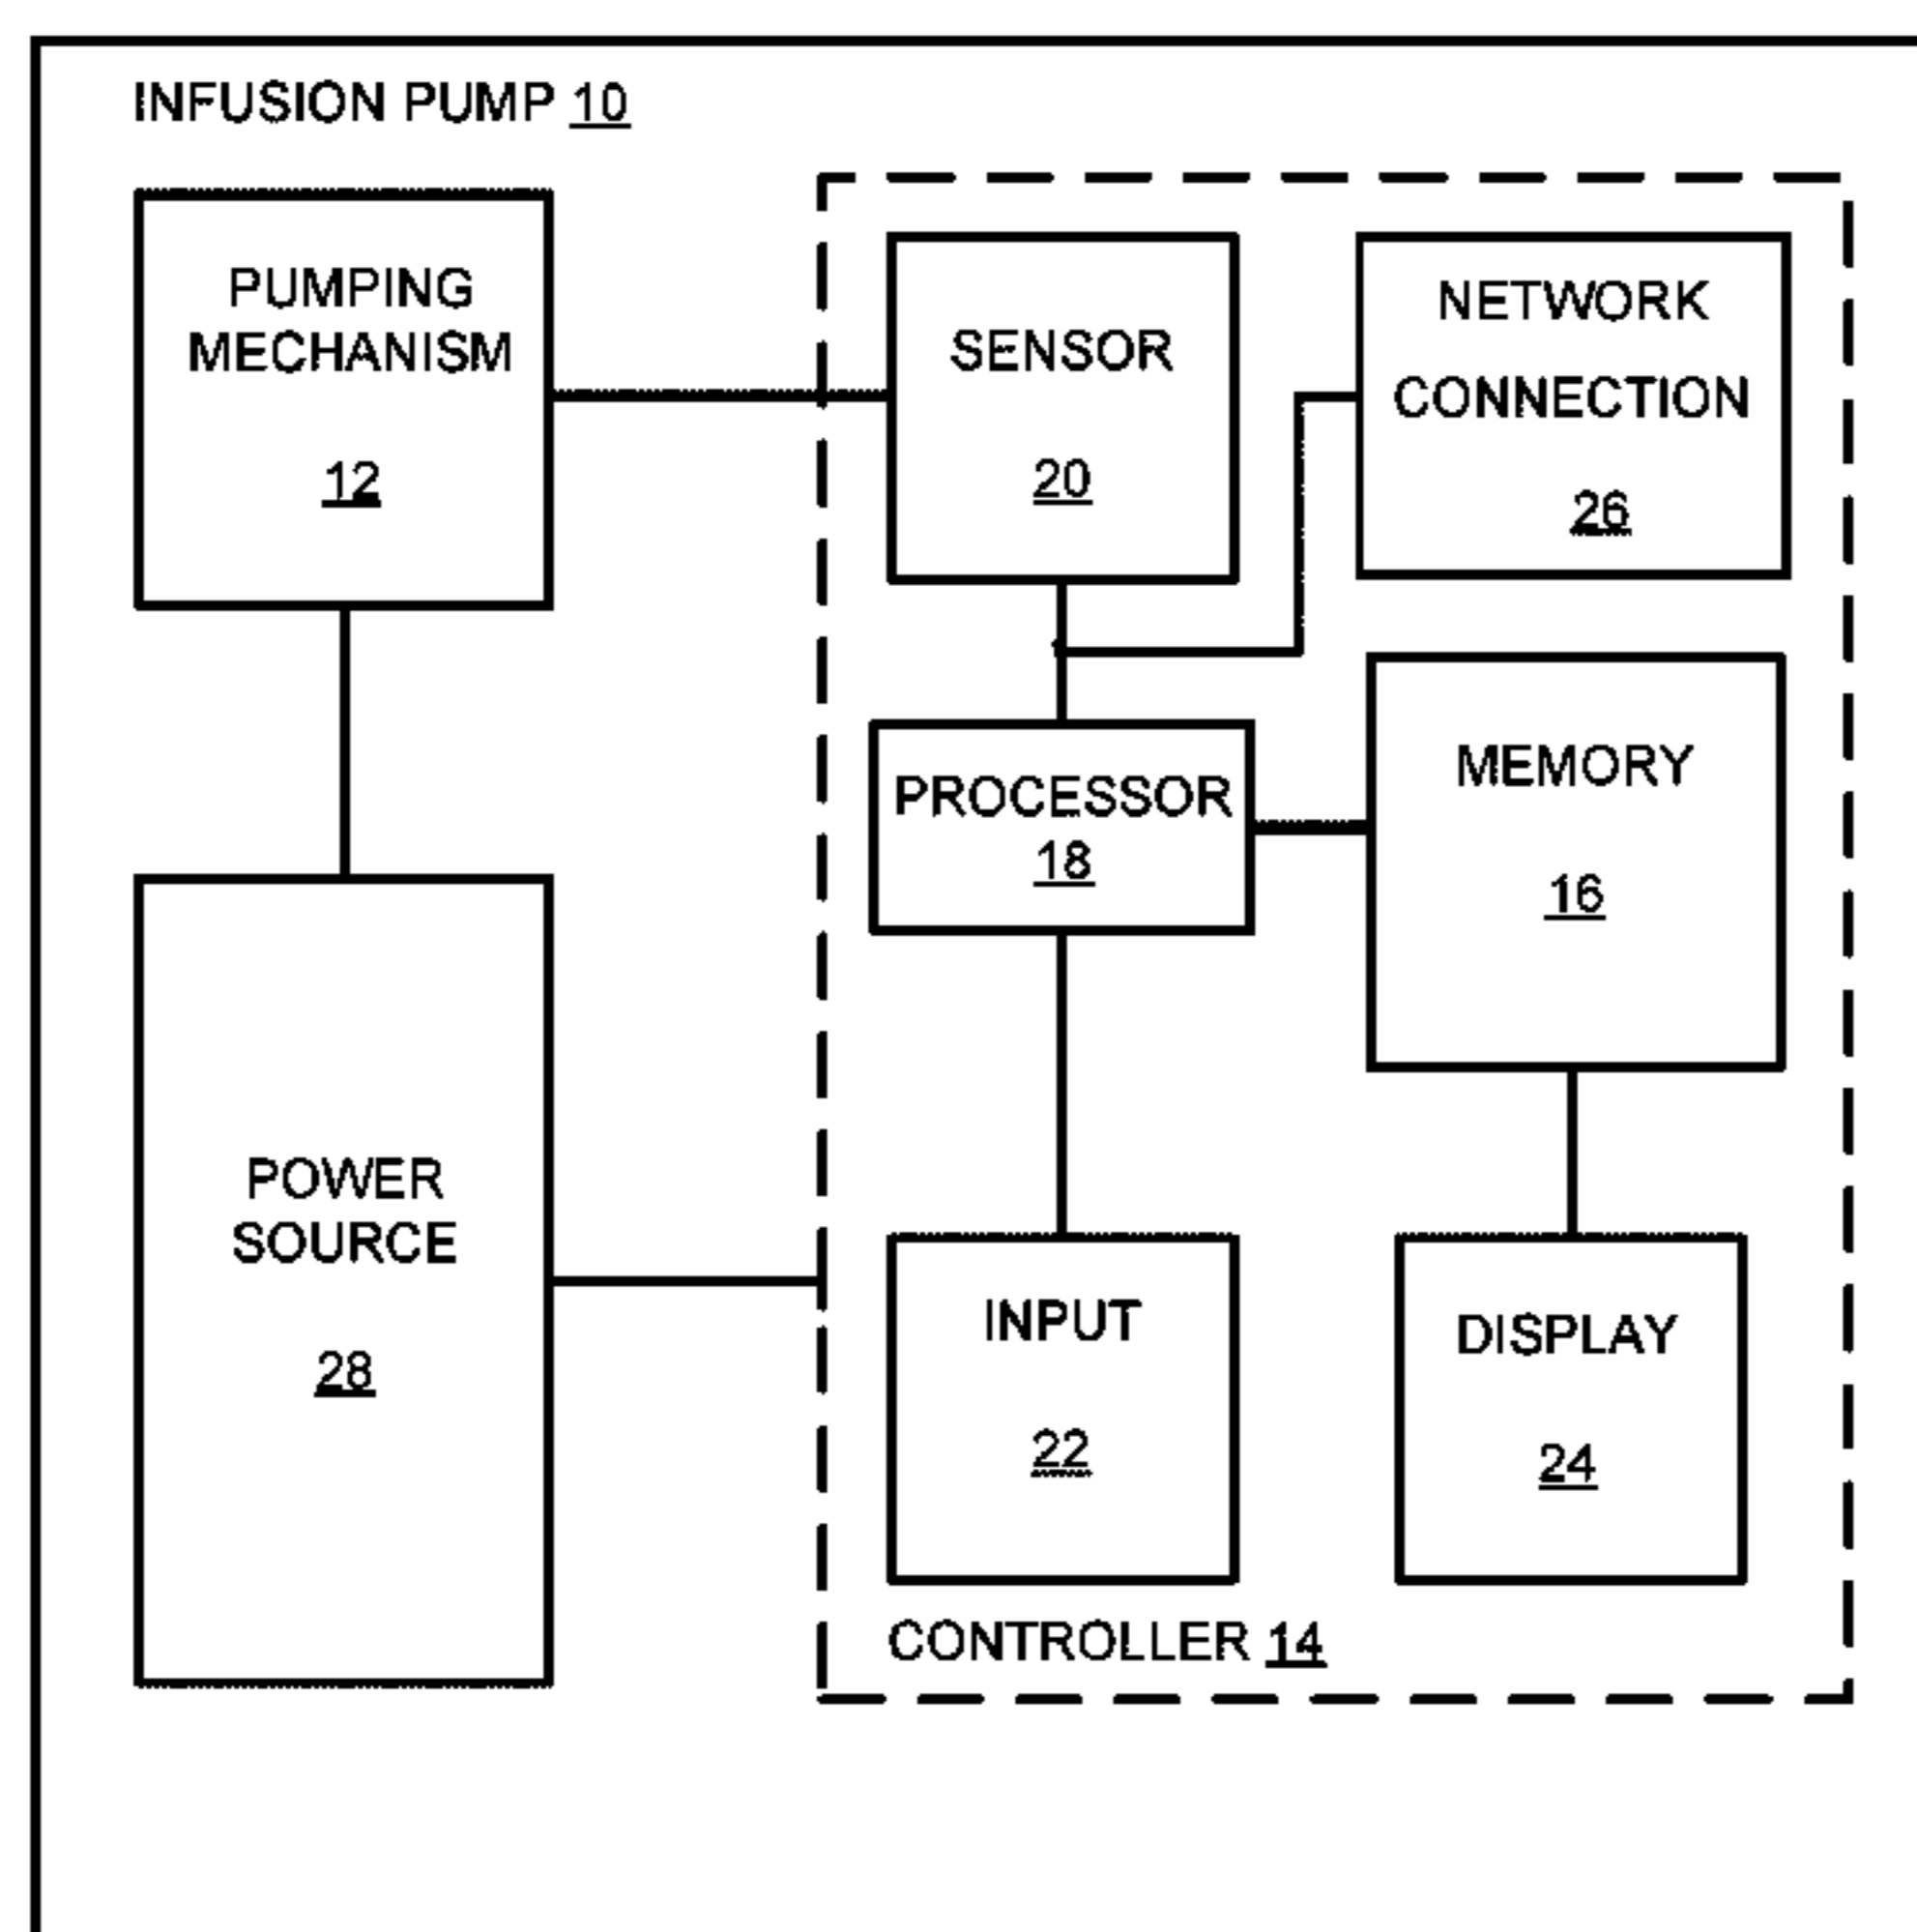 INFUSION PUMP 10
PUMPING
MECHANISM
12
SENSOR
20
NETWORK
CONNECTION
26
PROCESSOR
18
MEMORY
16
POWER
SOURCE
28
INPUT
22
DISPLAY
24
CONTROLLER 14